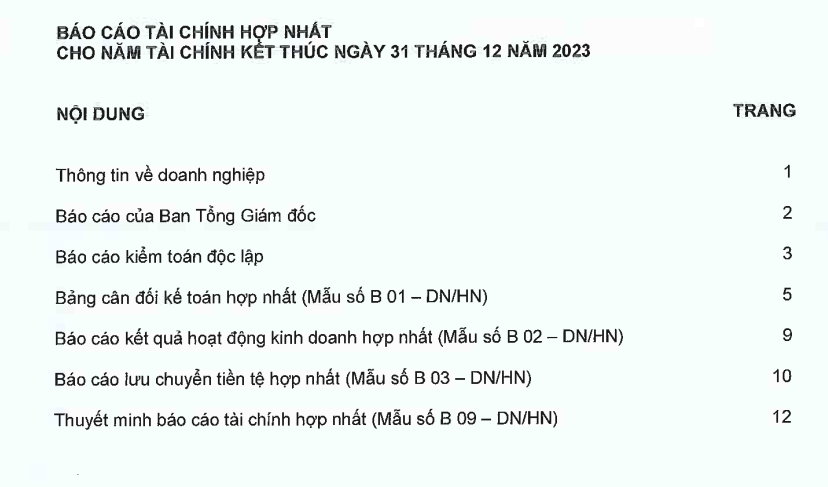 BÁO CÁO TÀI CHÍNH HỢP NHẤT
CHO NĂM TÀI CHÍNH KẾT THÚC NGÀY 31 THÁNG 12 NĂM 2023
NỘI DUNG TRANG
Thông tin về doanh nghiệp 1
Báo cáo của Ban Tổng Giám đốc 2
Báo cáo kiểm toán độc lập 3
Bảng cân đối kế toán hợp nhất (Mẫu số B 01 – DN/HN) 5
Báo cáo kết quả hoạt động kinh doanh hợp nhất (Mẫu số B 02 – DN/HN) 9
Báo cáo lưu chuyển tiền tệ hợp nhất (Mẫu số B 03 – DN/HN) 10
Thuyết minh báo cáo tài chính hợp nhất (Mẫu số B 09 – DN/HN) 12